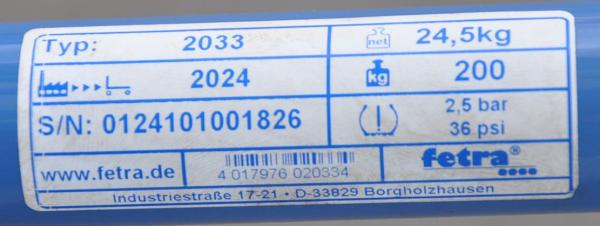 Typ: 2033 net 24,5kg
2024 kg 200
S/N: 0124101001826 2,5 bar
36 psi
www.fetra.de 4 017976 020334 fetra®
Industriestraße 17-21 • D-33829 Borgholzhausen